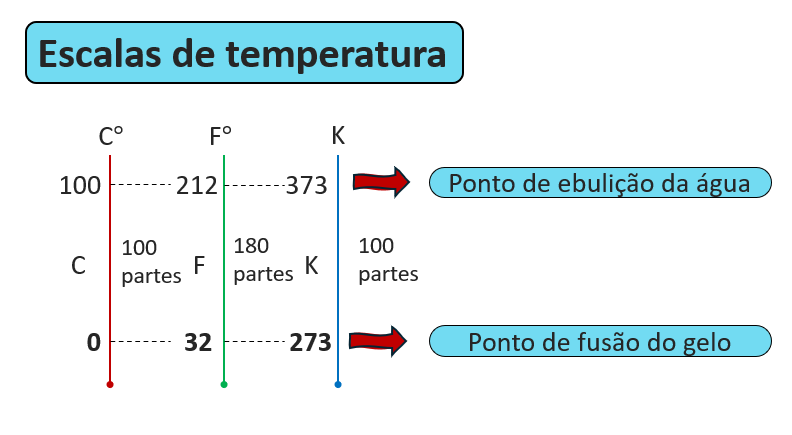 Escalas de temperatura
C° F° K
100 212 373 Ponto de ebulição da água
C 100 partes F 180 partes K 100 partes
0 32 273 Ponto de fusão do gelo